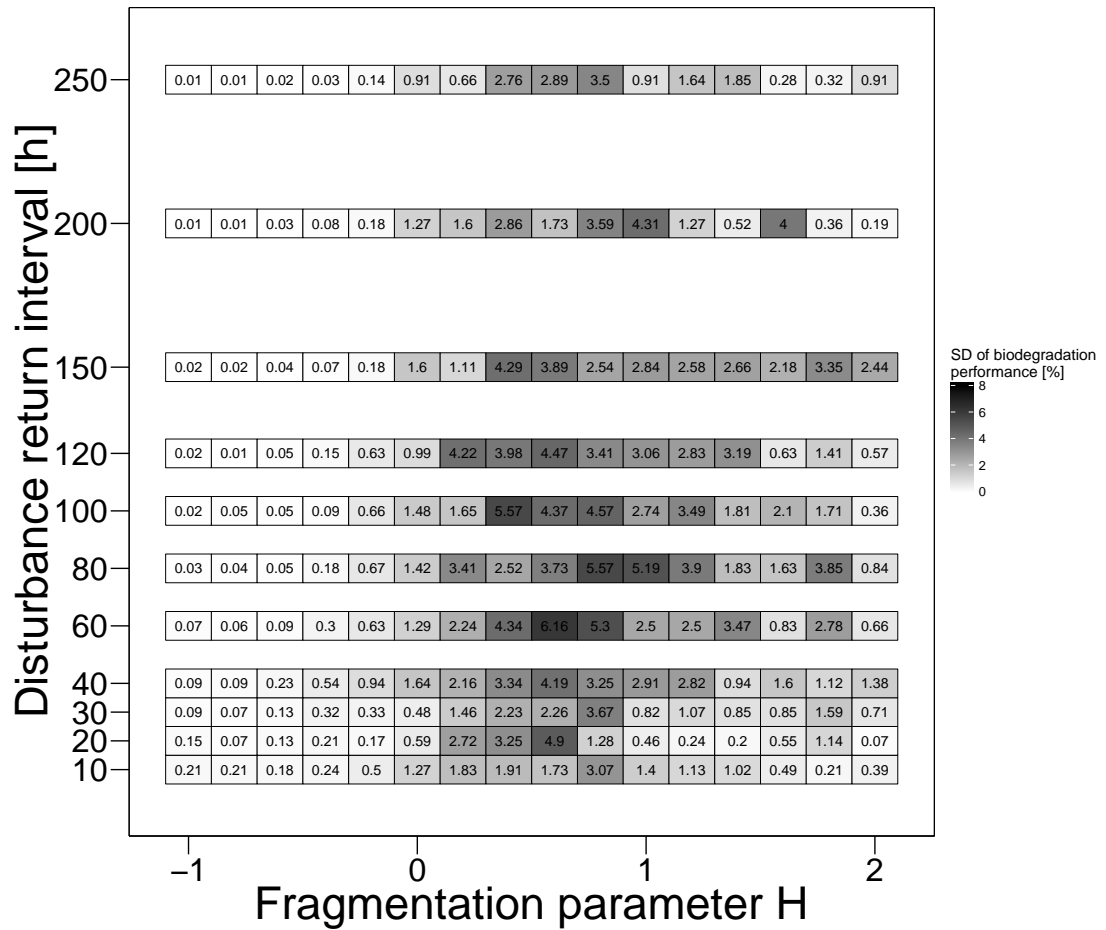 Disturbance return interval [h]
250 0.01 0.01 0.02 0.03 0.14 0.91 0.66 2.76 2.89 3.5 0.91 1.64 1.85 0.28 0.32 0.91
200 0.01 0.01 0.03 0.08 0.18 1.27 1.6 2.86 1.73 3.59 4.31 1.27 0.52 4 0.36 0.19
150 0.02 0.02 0.04 0.07 0.18 1.6 1.11 4.29 3.89 2.54 2.84 2.58 2.66 2.18 3.35 2.44
120 0.02 0.01 0.05 0.15 0.63 0.99 4.22 3.98 4.47 3.41 3.06 2.83 3.19 0.63 1.41 0.57
100 0.02 0.05 0.05 0.09 0.66 1.48 1.65 5.57 4.37 4.57 2.74 3.49 1.81 2.1 1.71 0.36
80 0.03 0.04 0.05 0.18 0.67 1.42 3.41 2.52 3.73 5.57 5.19 3.9 1.83 1.63 3.85 0.84
60 0.07 0.06 0.09 0.3 0.63 1.29 2.24 4.34 6.16 5.3 2.5 2.5 3.47 0.83 2.78 0.66
40 0.09 0.09 0.23 0.54 0.94 1.64 2.16 3.34 4.19 3.25 2.91 2.82 0.94 1.6 1.12 1.38
30 0.09 0.07 0.13 0.32 0.33 0.48 1.46 2.23 2.26 3.67 0.82 1.07 0.85 0.85 1.59 0.71
20 0.15 0.07 0.13 0.21 0.17 0.59 2.72 3.25 4.9 1.28 0.46 0.24 0.2 0.55 1.14 0.07
10 0.21 0.21 0.18 0.24 0.5 1.27 1.83 1.91 1.73 3.07 1.4 1.13 1.02 0.49 0.21 0.39
−1 0 1 2
Fragmentation parameter H
SD of biodegradation
performance [%]
8
6
4
2
0